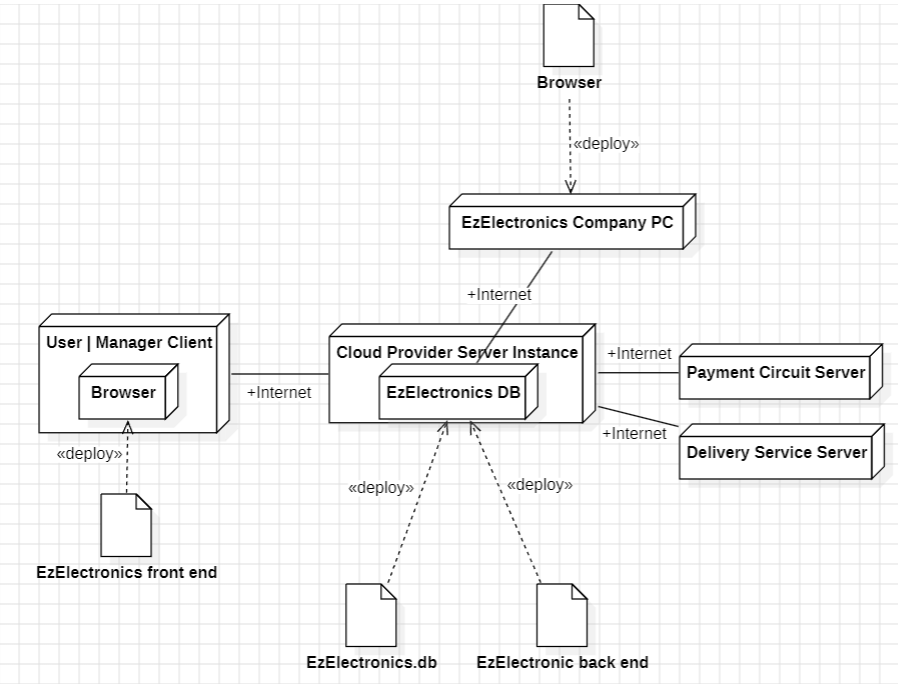 Browser
«deploy»
EzElectronics Company PC
+Internet
User | Manager Client
Browser
+Internet
Cloud Provider Server Instance
EzElectronics DB
+Internet
Payment Circuit Server
+Internet
Delivery Service Server
«deploy»
«deploy»
«deploy»
EzElectronics front end
EzElectronics.db
EzElectronic back end